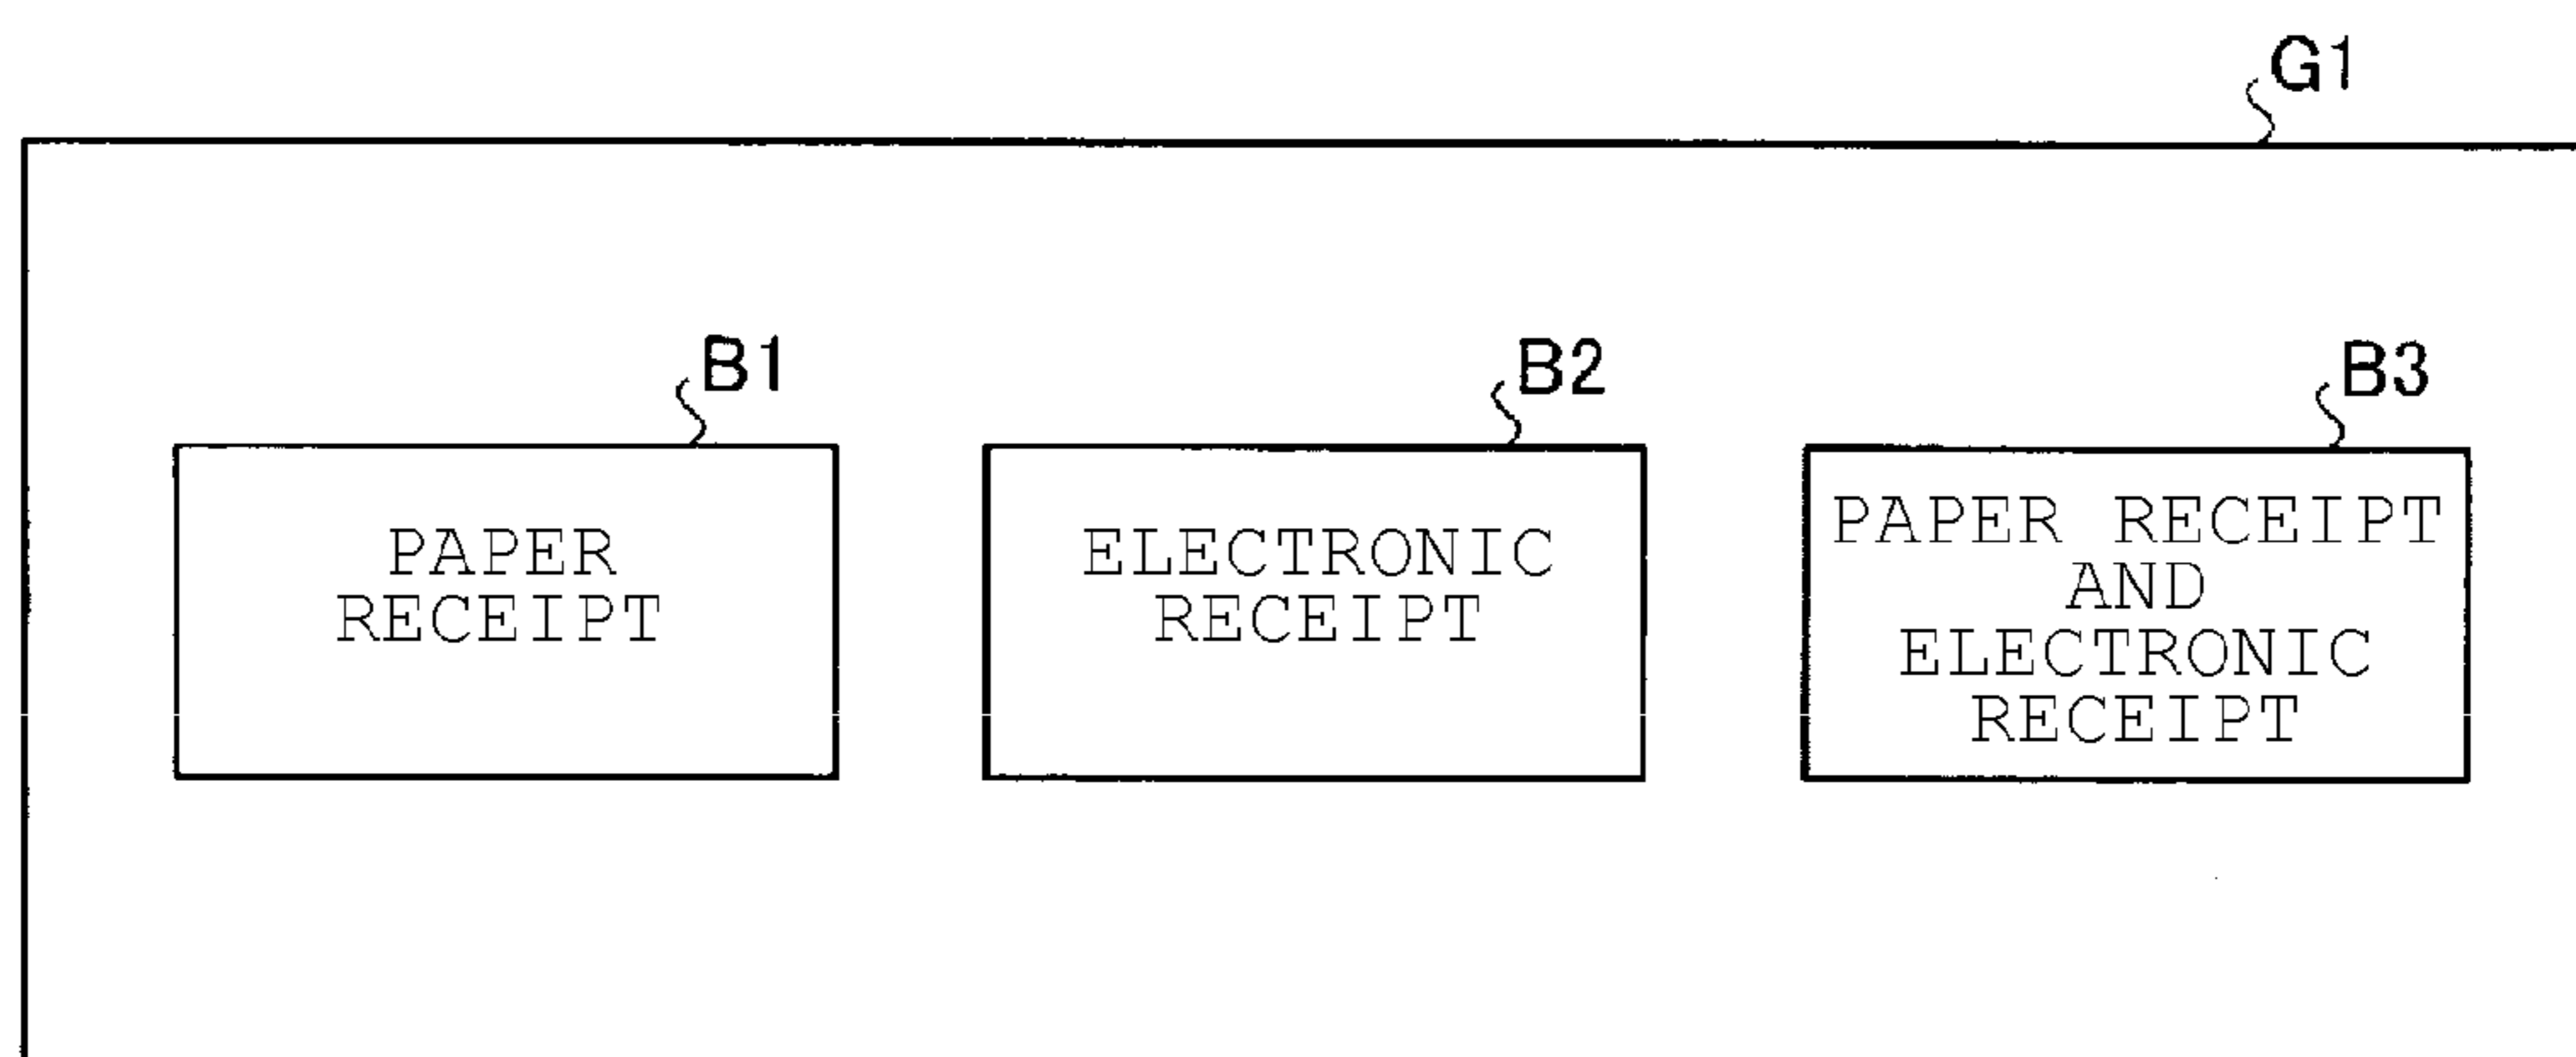 G1
B1
B2
B3
PAPER
RECEIPT
ELECTRONIC
RECEIPT
PAPER RECEIPT
AND
ELECTRONIC
RECEIPT